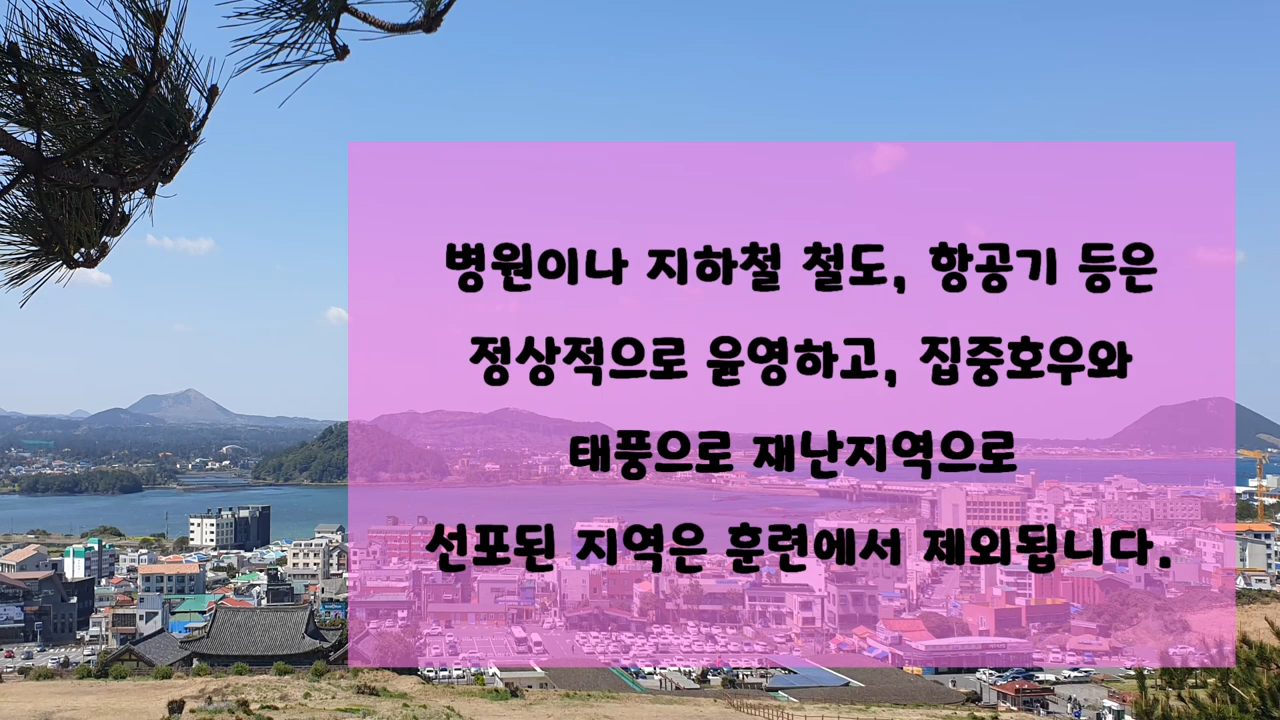 병원이나 지하철 철도, 항공기 등은
정상적으로 윤영하고, 집중호우와
태풍으로 재난지역으로
선포된 지역은 훈련에서 제외됩니다.